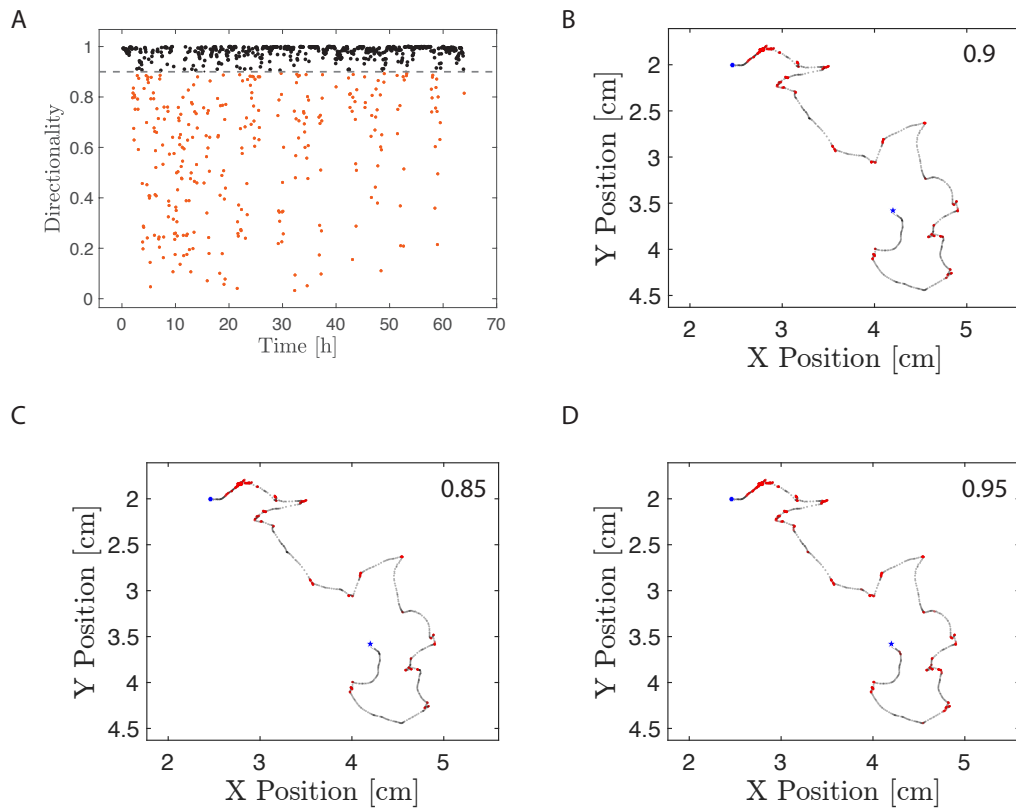 A
1
0.8
0.6
0.4
0.2
0
Directionality
0 10 20 30 40 50 60 70
Time [h]
B
0.9
2
2.5
3
3.5
4
4.5
Y Position [cm]
2 3 4 5
X Position [cm]
C
0.85
2
2.5
3
3.5
4
4.5
Y Position [cm]
2 3 4 5
X Position [cm]
D
0.95
2
2.5
3
3.5
4
4.5
Y Position [cm]
2 3 4 5
X Position [cm]